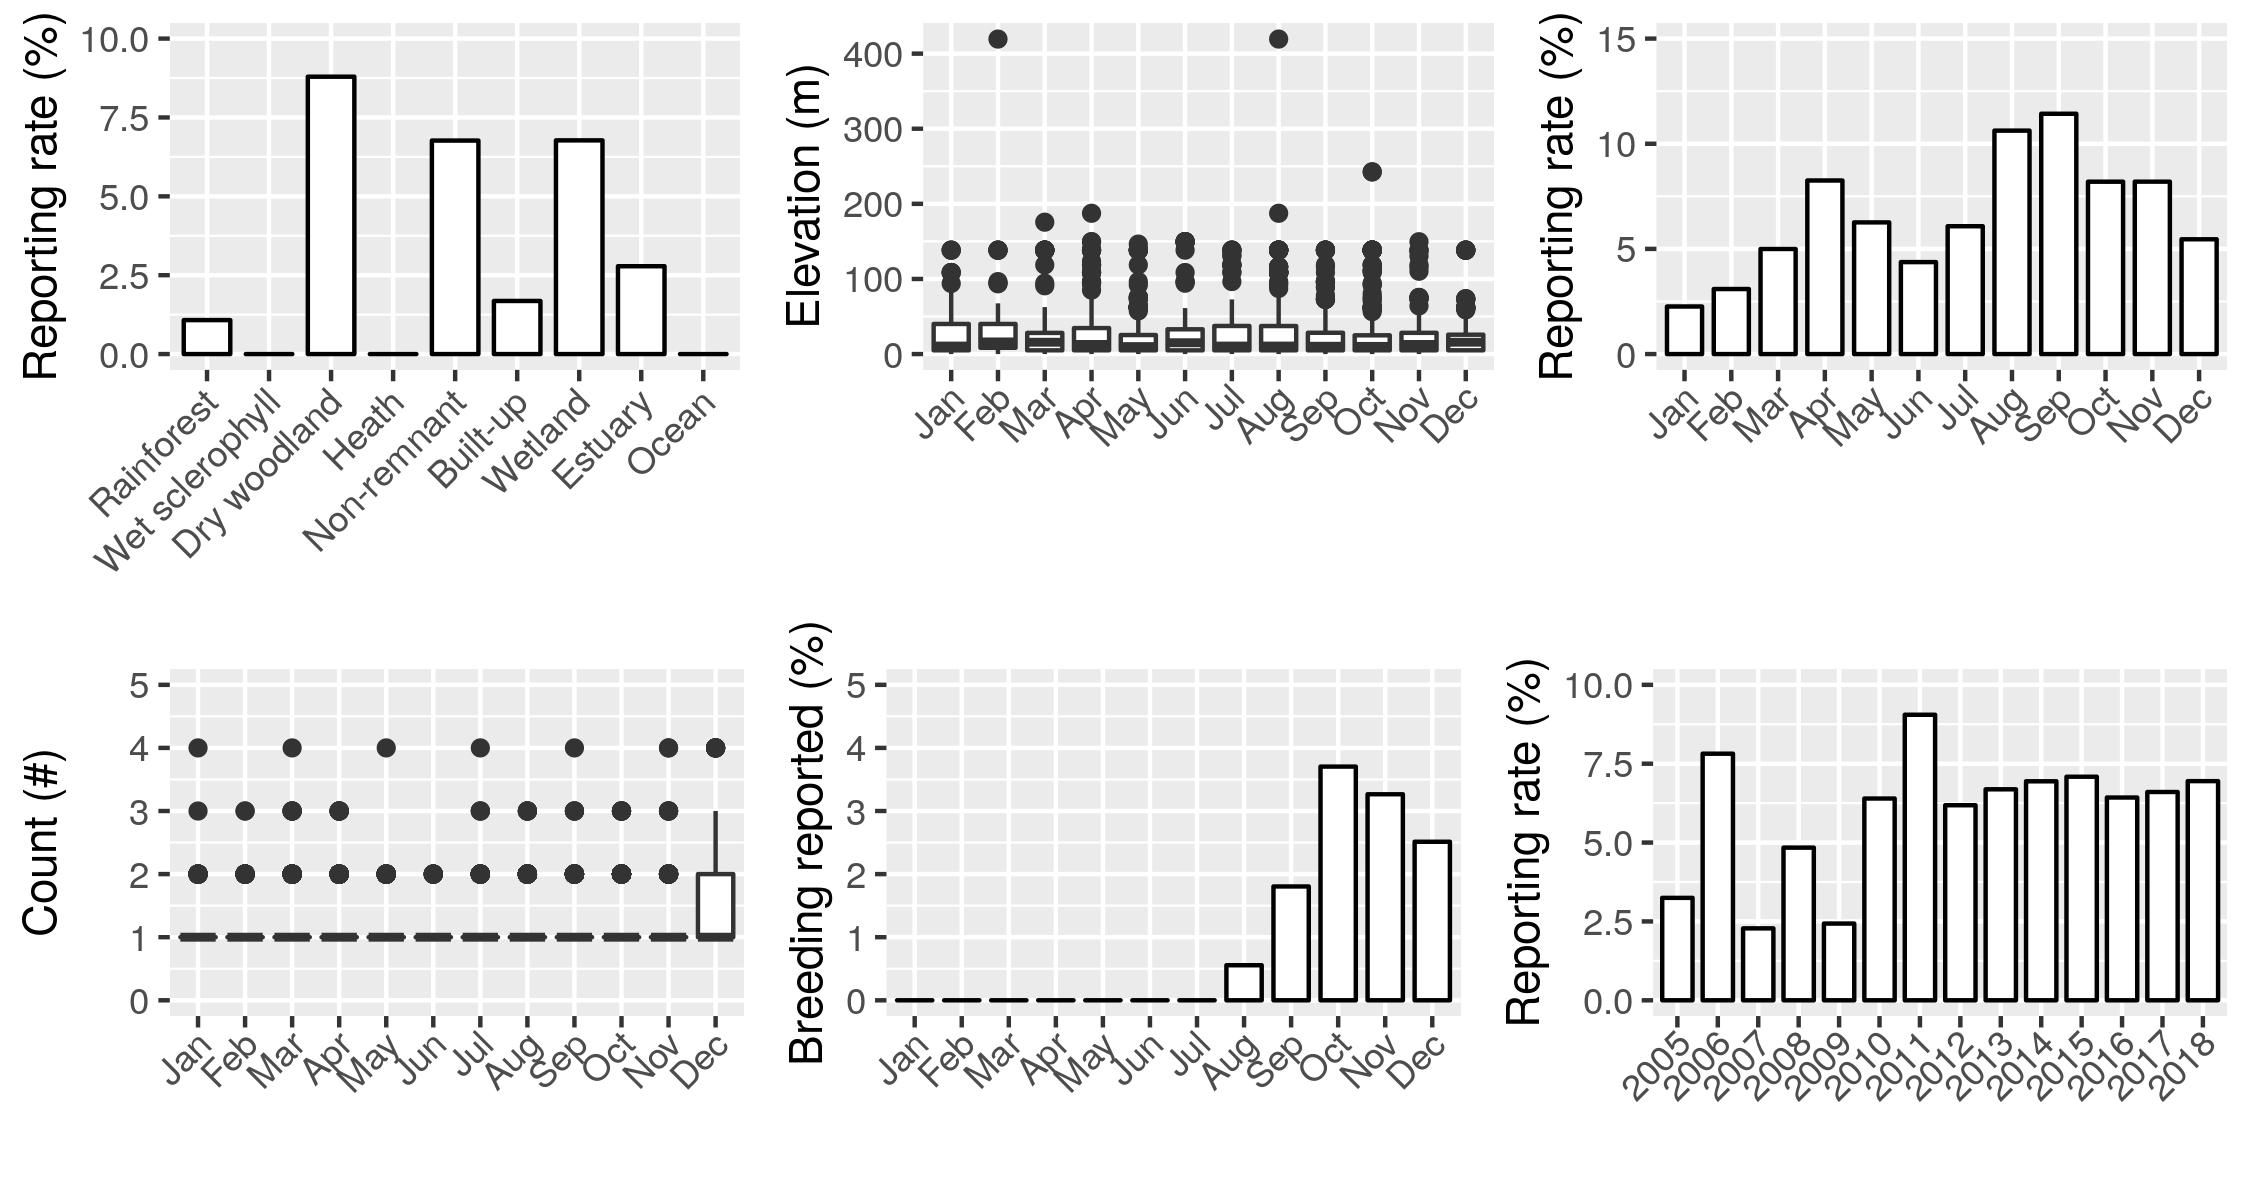 Reporting rate (%)
10.0
7.5
5.0
2.5
0.0
Rainforest
Wet sclerophyll
Dry woodland
Heath
Non-remnant
Built-up
Wetland
Estuary
Ocean
Elevation (m)
400
300
200
100
0
Jan
Feb
Mar
Apr
May
Jun
Jul
Aug
Sep
Oct
Nov
Dec
Reporting rate (%)
15
10
5
0
Jan
Feb
Mar
Apr
May
Jun
Jul
Aug
Sep
Oct
Nov
Dec
Count (#)
5
4
3
2
1
0
Jan
Feb
Mar
Apr
May
Jun
Jul
Aug
Sep
Oct
Nov
Dec
Breeding reported (%)
5
4
3
2
1
0
Jan
Feb
Mar
Apr
May
Jun
Jul
Aug
Sep
Oct
Nov
Dec
Reporting rate (%)
10.0
7.5
5.0
2.5
0.0
2005
2006
2007
2008
2009
2010
2011
2012
2013
2014
2015
2016
2017
2018